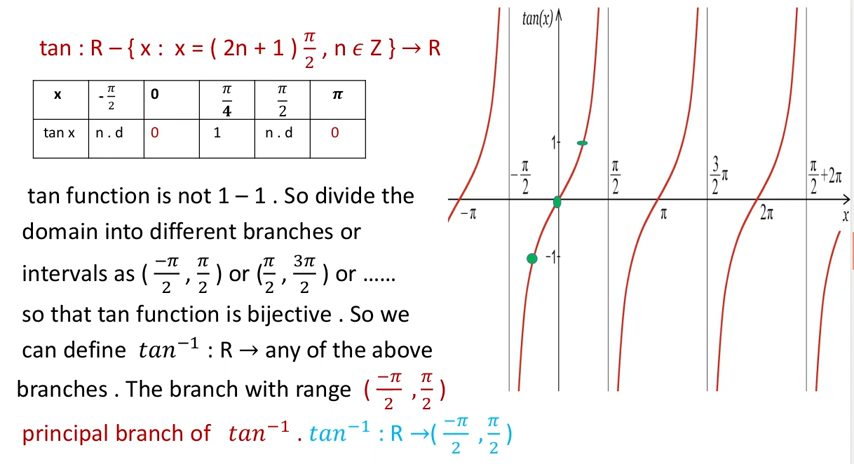 tan : R – { x : x = ( 2n + 1 ) π/2 , n ϵ Z } → R
x -π/2 0 π/4 π/2 π
tan x n . d 0 1 n . d 0
tan function is not 1 – 1 . So divide the
domain into different branches or
intervals as ( −π/2 , π/2 ) or (π/2 , 3π/2 ) or ......
so that tan function is bijective . So we
can define tan⁻¹ : R → any of the above
branches . The branch with range ( −π/2 , π/2 )
principal branch of tan⁻¹ . tan⁻¹ : R →( −π/2 , π/2 )
tan(x)
1
−π/2 π/2 3/2 π π/2 +2π
−π π 2π x
-1